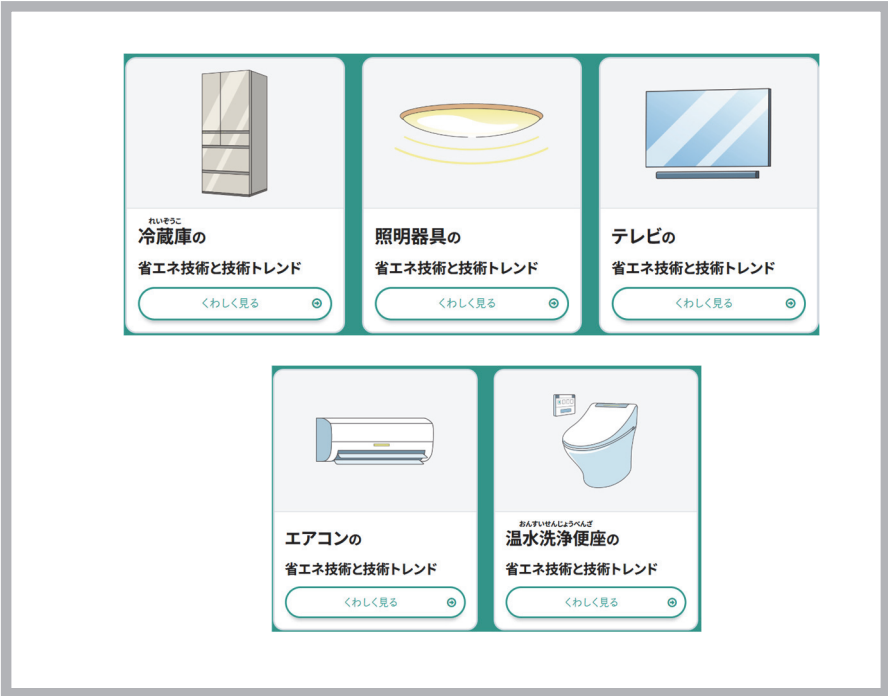 れいぞうこ
冷蔵庫の
省エネ技術と技術トレンド
くわしく見る
照明器具の
省エネ技術と技術トレンド
くわしく見る
テレビの
省エネ技術と技術トレンド
くわしく見る
エアコンの
省エネ技術と技術トレンド
くわしく見る
おんすいせんじょうべんざ
温水洗浄便座の
省エネ技術と技術トレンド
くわしく見る